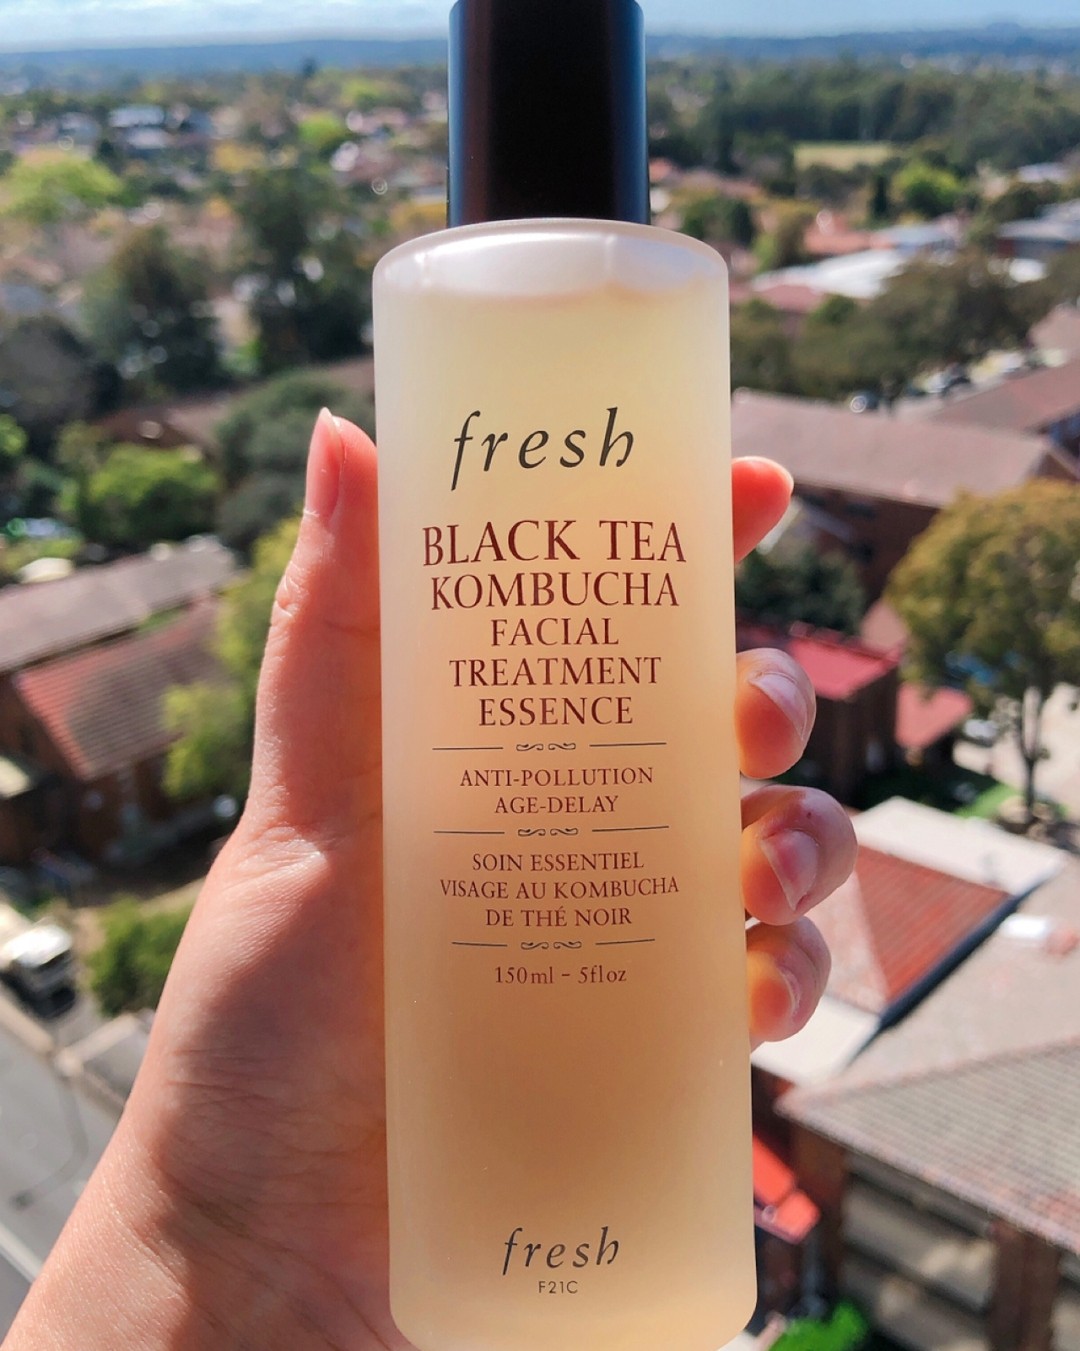 fresh
BLACK TEA
KOMBUCHA
FACIAL
TREATMENT
ESSENCE
ANTI-POLLUTION
AGE-DELAY
SOIN ESSENTIEL
VISAGE AU KOMBUCHA
DE THÉ NOIR
150ml - 5floz
fresh
F21C